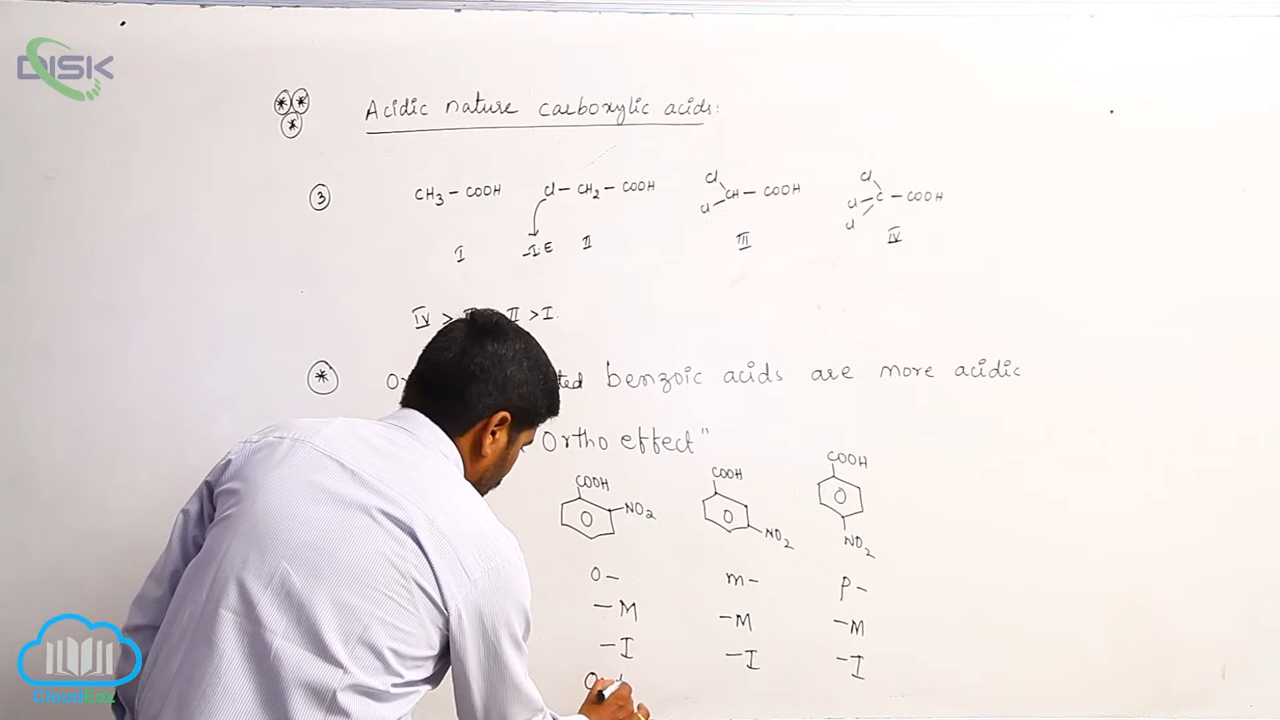 DISK
Acidic nature carboxylic acids:
③ CH3 — COOH Cl — CH2 — COOH Cl Cl CH — COOH Cl Cl Cl C — COOH
I -I.E II III IV
IV > II > I
* benzoic acids are more acidic
Ortho effect"
COOH COOH COOH
NO2 NO2 NO2
O- m- p-
-M -M -M
-I -I -I
CloudEaz